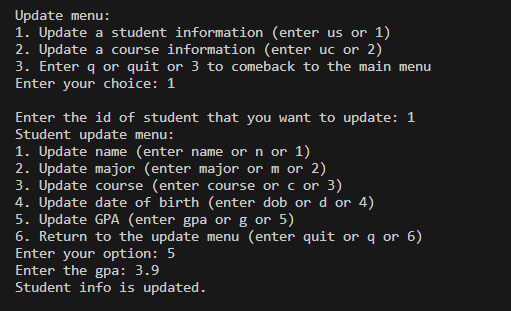 Update menu:
1. Update a student information (enter us or 1)
2. Update a course information (enter uc or 2)
3. Enter q or quit or 3 to comeback to the main menu
Enter your choice: 1
Enter the id of student that you want to update: 1
Student update menu:
1. Update name (enter name or n or 1)
2. Update major (enter major or m or 2)
3. Update course (enter course or c or 3)
4. Update date of birth (enter dob or d or 4)
5. Update GPA (enter gpa or g or 5)
6. Return to the update menu (enter quit or q or 6)
Enter your option: 5
Enter the gpa: 3.9
Student info is updated.